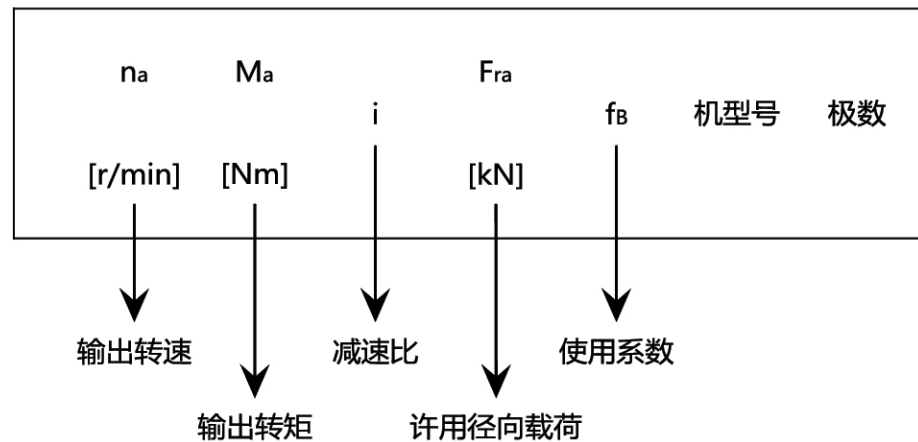 na Ma Fra
i fB 机型号 极数
[r/min] [Nm] [kN]
输出转速 减速比 使用系数
输出转矩 许用径向载荷